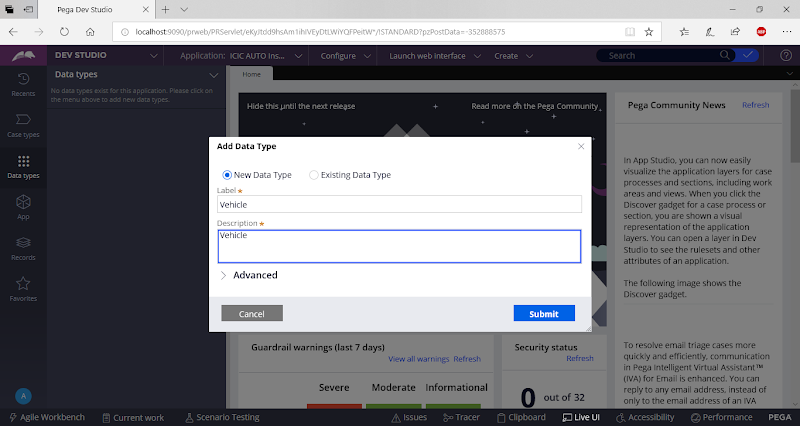 Pega Dev Studio
localhost:9090/prweb/PRServlet/
/!STANDARD?pzPostData=-352888575
DEV STUDIO
Application: ICIC AUTO Ins...
Configure
Launch web interface
Create
Search
Recents
Case types
Data types
App
Records
Favorites
A
Data types
No data types exist for this application. Please click on
the menu above to add new data types.
Home
Hide this until the next release
Read more on the Pega Community
Add Data Type
New Data Type
Existing Data Type
Label ★
Vehicle
Description ★
Vehicle
Advanced
Cancel
Submit
Guardrail warnings (last 7 days)
View all warnings Refresh
Severe Moderate Informational
Security status
Refresh
0 out of 32
Pega Community News
Refresh
In App Studio, you can now easily
visualize the application layers for case
processes and sections, including work
areas and views. When you click the
Discover gadget for a case process or
section, you are shown a visual
representation of the application
layers. You can open a layer in Dev
Studio to see the rulesets and other
attributes of an application.
The following image shows the
Discover gadget.
To resolve email triage cases more
quickly and efficiently, communication
in Pega Intelligent Virtual Assistant™
(IVA) for Email is enhanced. You can
reply to any email address, instead of
only to the email address of an IVA
Agile Workbench
Current work
Scenario Testing
Issues
Tracer
Clipboard
Live UI
Accessibility
Performance
PEGA